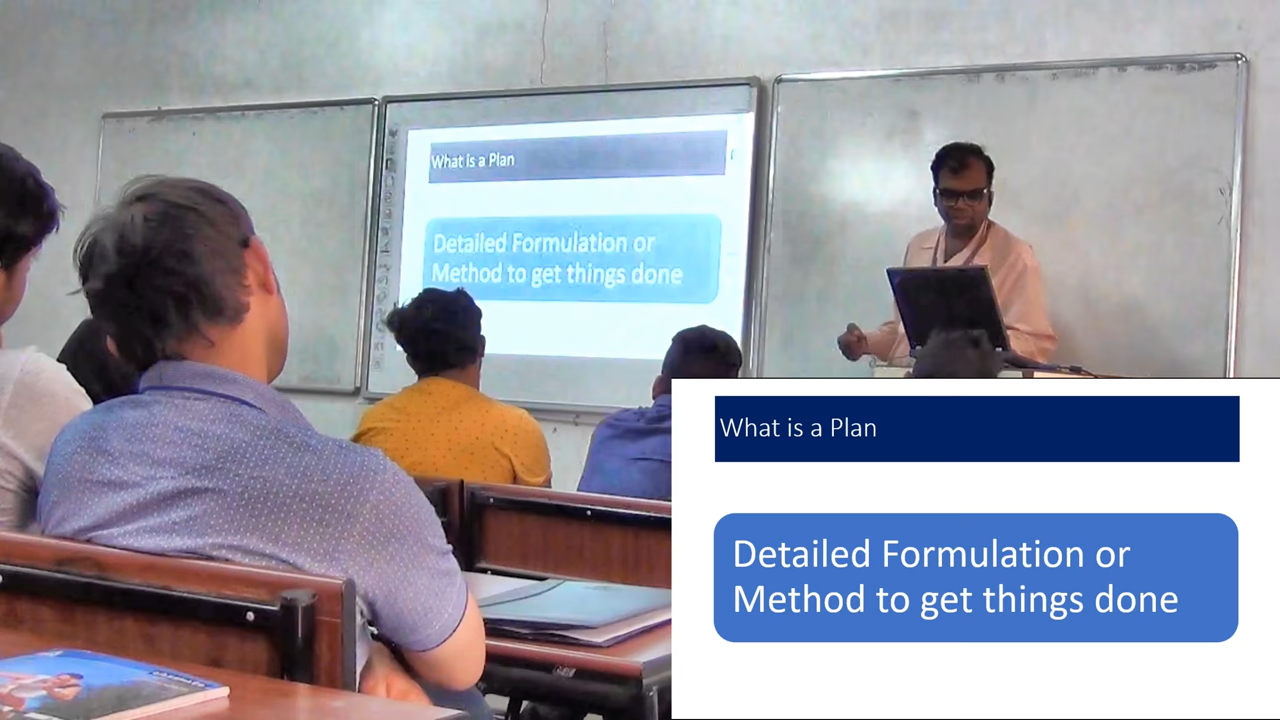 What is a Plan
Detailed Formulation or
Method to get things done
What is a Plan
Detailed Formulation or
Method to get things done